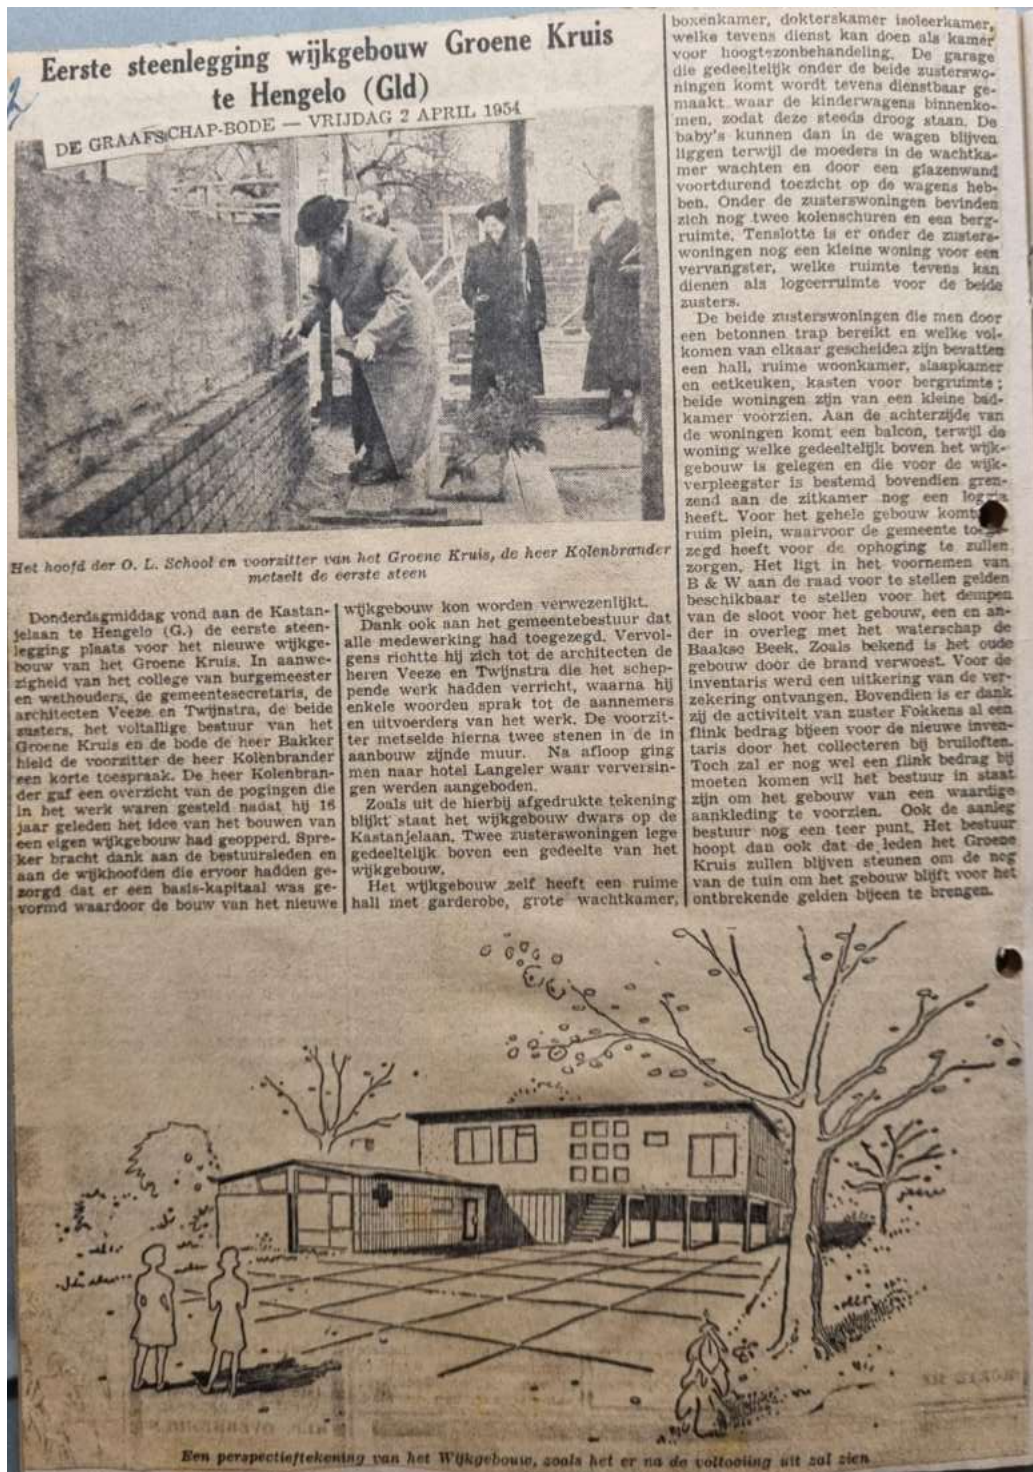 Eerste steenlegging wijkgebouw Groene Kruis
te Hengelo (Gld)
DE GRAAFSCHAP-BODE — VRIJDAG 2 APRIL 1954
Het hoofd der O. L. School en voorzitter van het Groene Kruis, de heer Kolenbrander
metselt de eerste steen
Donderdagmiddag vond aan de Kastan-
jelaan te Hengelo (G.) de eerste steen-
legging plaats voor het nieuwe wijkge-
bouw van het Groene Kruis. In aanwe-
zigheid van het college van burgemeester
en wethouders, de gemeentesecretaris, de
architecten Veeze en Twijnstra, de beide
zusters, het voltallige bestuur van het
Groene Kruis en de bode de heer Bakker
hield de voorzitter de heer Kolenbrander
een korte toespraak. De heer Kolenbran-
der gaf een overzicht van de pogingen die
in het werk waren gesteld nadat hij 16
jaar geleden het idee van het bouwen van
een eigen wijkgebouw had geopperd. Spre-
ker bracht dank aan de bestuursleden en
aan de wijkhoofden die ervoor hadden ge-
zorgd dat er een basis-kapitaal was ge-
vormd waardoor de bouw van het nieuwe
wijkgebouw kon worden verwezenlijkt.
Dank ook aan het gemeentebestuur dat
alle medewerking had toegezegd. Vervol-
gens richtte hij zich tot de architecten de
heren Veeze en Twijnstra die het schep-
pende werk hadden verricht, waarna hij
enkele woorden sprak tot de aannemers
en uitvoerders van het werk. De voorzit-
ter metselde hierna twee stenen in de in
aanbouw zijnde muur. Na afloop ging
men naar hotel Langeler waar verversin-
gen werden aangeboden.
Zoals uit de hierbij afgedrukte tekening
blijkt staat het wijkgebouw dwars op de
Kastanjelaan. Twee zusterswoningen lege
gedeeltelijk boven een gedeelte van het
wijkgebouw.
Het wijkgebouw zelf heeft een ruime
hall met garderobe, grote wachtkamer,
boxenkamer, dokterskamer isoleerkamer,
welke tevens dienst kan doen als kamer
voor hoogtezonbehandeling. De garage
die gedeeltelijk onder de beide zusterswo-
ningen komt wordt tevens dienstbaar ge-
maakt waar de kinderwagens binnenko-
men, zodat deze steeds droog staan. De
baby's kunnen dan in de wagen blijven
liggen terwijl de moeders in de wachtka-
mer wachten en door een glazenwand
voortdurend toezicht op de wagens heb-
ben. Onder de zusterswoningen bevinden
zich nog twee kolenschuren en een berg-
ruimte. Tenslotte is er onder de zusters-
woningen nog een kleine woning voor een
vervangster, welke ruimte tevens kan
dienen als logeerruimte voor de beide
zusters.
De beide zusterswoningen die men door
een betonnen trap bereikt en welke vol-
komen van elkaar gescheiden zijn bevatten
een hall, ruime woonkamer, slaapkamer
en eetkeuken, kasten voor bergruimte;
beide woningen zijn van een kleine bad-
kamer voorzien. Aan de achterzijde van
de woningen komt een balcon, terwijl de
woning welke gedeeltelijk boven het wijk-
gebouw is gelegen en die voor de wijk-
verpleegster is bestemd bovendien gren-
zend aan de zitkamer nog een loggia
heeft. Voor het gehele gebouw komt
ruim plein, waarvoor de gemeente toege-
zegd heeft voor de ophoging te zullen
zorgen. Het ligt in het voornemen van
B & W aan de raad voor te stellen gelden
beschikbaar te stellen voor het dempen
van de sloot voor het gebouw, een en an-
der in overleg met het waterschap de
Baakse Beek. Zoals bekend is het oude
gebouw door de brand verwoest. Voor de
inventaris werd een uitkering van de ver-
zekering ontvangen. Bovendien is er dank
zij de activiteit van zuster Fokkens al een
flink bedrag bijeen voor de nieuwe inven-
taris door het collecteren bij bruiloften.
Toch zal er nog wel een flink bedrag bij
moeten komen wil het bestuur in staat
zijn om het gebouw van een waardige
aankleding te voorzien. Ook de aanleg
bestuur nog een teer punt. Het bestuur
hoopt dan ook dat de leden het Groene
Kruis zullen blijven steunen om de nog
van de tuin om het gebouw blijft voor het
ontbrekende gelden bijeen te brengen.
Een perspectieftekening van het Wijkgebouw, zoals het er na de voltooiing uit zal zien